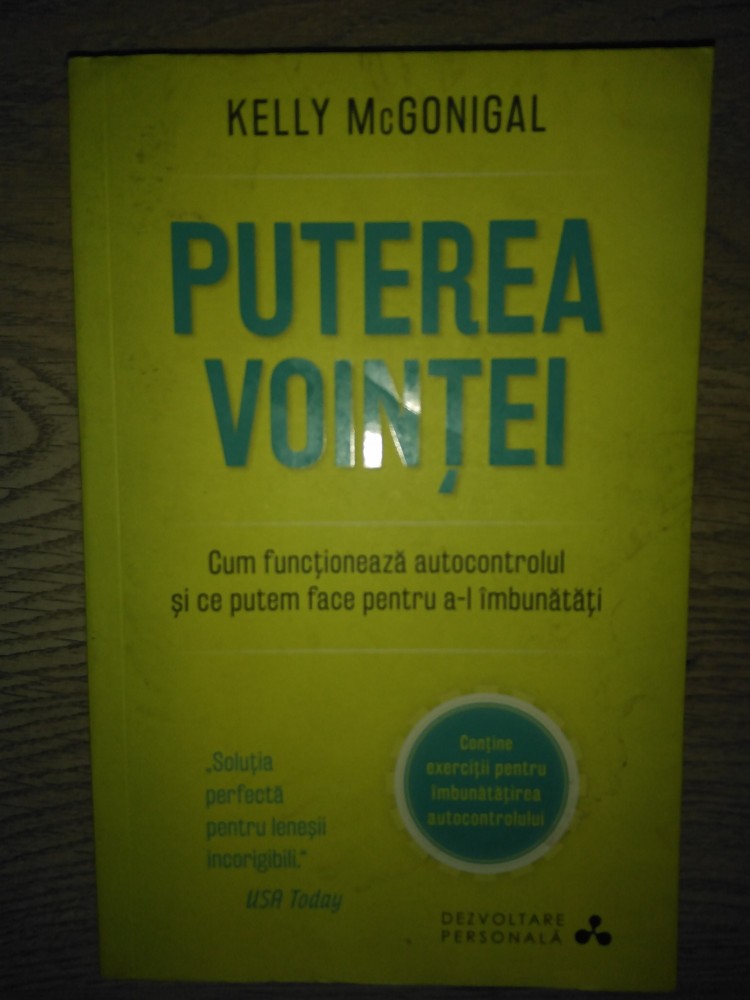 KELLY McGONIGAL
PUTEREA
VOINȚEI
Cum funcționează autocontrolul
și ce putem face pentru a-l îmbunătăți
„Soluția
perfectă
pentru leneșii
incorigibili.”
USA Today
Conține
exerciții pentru
îmbunătățirea
autocontrolului
DEZVOLTARE
PERSONALĂ